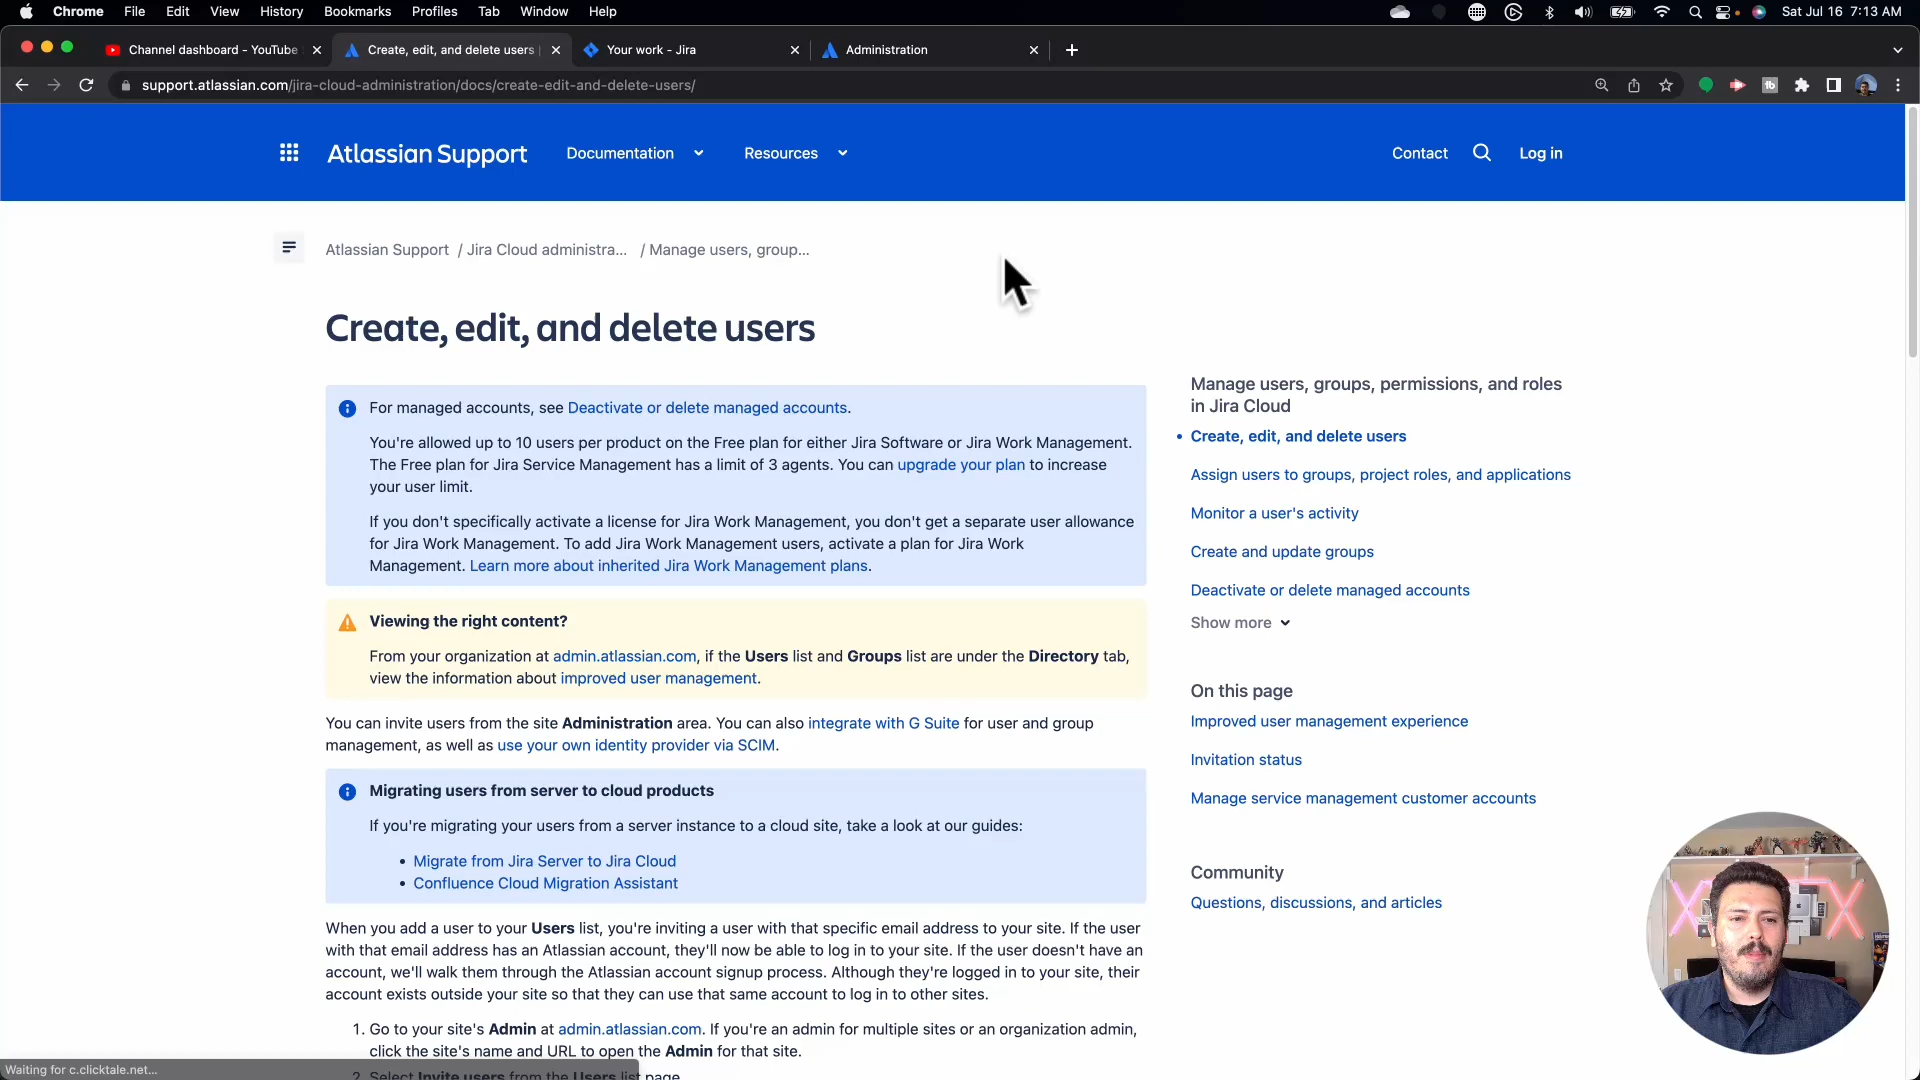 Chrome File Edit View History Bookmarks Profiles Tab Window Help Sat Jul 16 7:13 AM
Channel dashboard - YouTube Create, edit, and delete users | Your work - Jira Administration
support.atlassian.com/jira-cloud-administration/docs/create-edit-and-delete-users/
Atlassian Support Documentation Resources Contact Log in
Atlassian Support / Jira Cloud administra... / Manage users, group...
Create, edit, and delete users
For managed accounts, see Deactivate or delete managed accounts.
You're allowed up to 10 users per product on the Free plan for either Jira Software or Jira Work Management.
The Free plan for Jira Service Management has a limit of 3 agents. You can upgrade your plan to increase
your user limit.
If you don't specifically activate a license for Jira Work Management, you don't get a separate user allowance
for Jira Work Management. To add Jira Work Management users, activate a plan for Jira Work
Management. Learn more about inherited Jira Work Management plans.
Viewing the right content?
From your organization at admin.atlassian.com, if the Users list and Groups list are under the Directory tab,
view the information about improved user management.
You can invite users from the site Administration area. You can also integrate with G Suite for user and group
management, as well as use your own identity provider via SCIM.
Migrating users from server to cloud products
If you're migrating your users from a server instance to a cloud site, take a look at our guides:
• Migrate from Jira Server to Jira Cloud
• Confluence Cloud Migration Assistant
When you add a user to your Users list, you're inviting a user with that specific email address to your site. If the user
with that email address has an Atlassian account, they'll now be able to log in to your site. If the user doesn't have an
account, we'll walk them through the Atlassian account signup process. Although they're logged in to your site, their
account exists outside your site so that they can use that same account to log in to other sites.
1. Go to your site's Admin at admin.atlassian.com. If you're an admin for multiple sites or an organization admin,
click the site's name and URL to open the Admin for that site.
2. Select Invite users from the Users list page.
Manage users, groups, permissions, and roles
in Jira Cloud
• Create, edit, and delete users
Assign users to groups, project roles, and applications
Monitor a user's activity
Create and update groups
Deactivate or delete managed accounts
Show more
On this page
Improved user management experience
Invitation status
Manage service management customer accounts
Community
Questions, discussions, and articles
Waiting for c.clicktale.net...